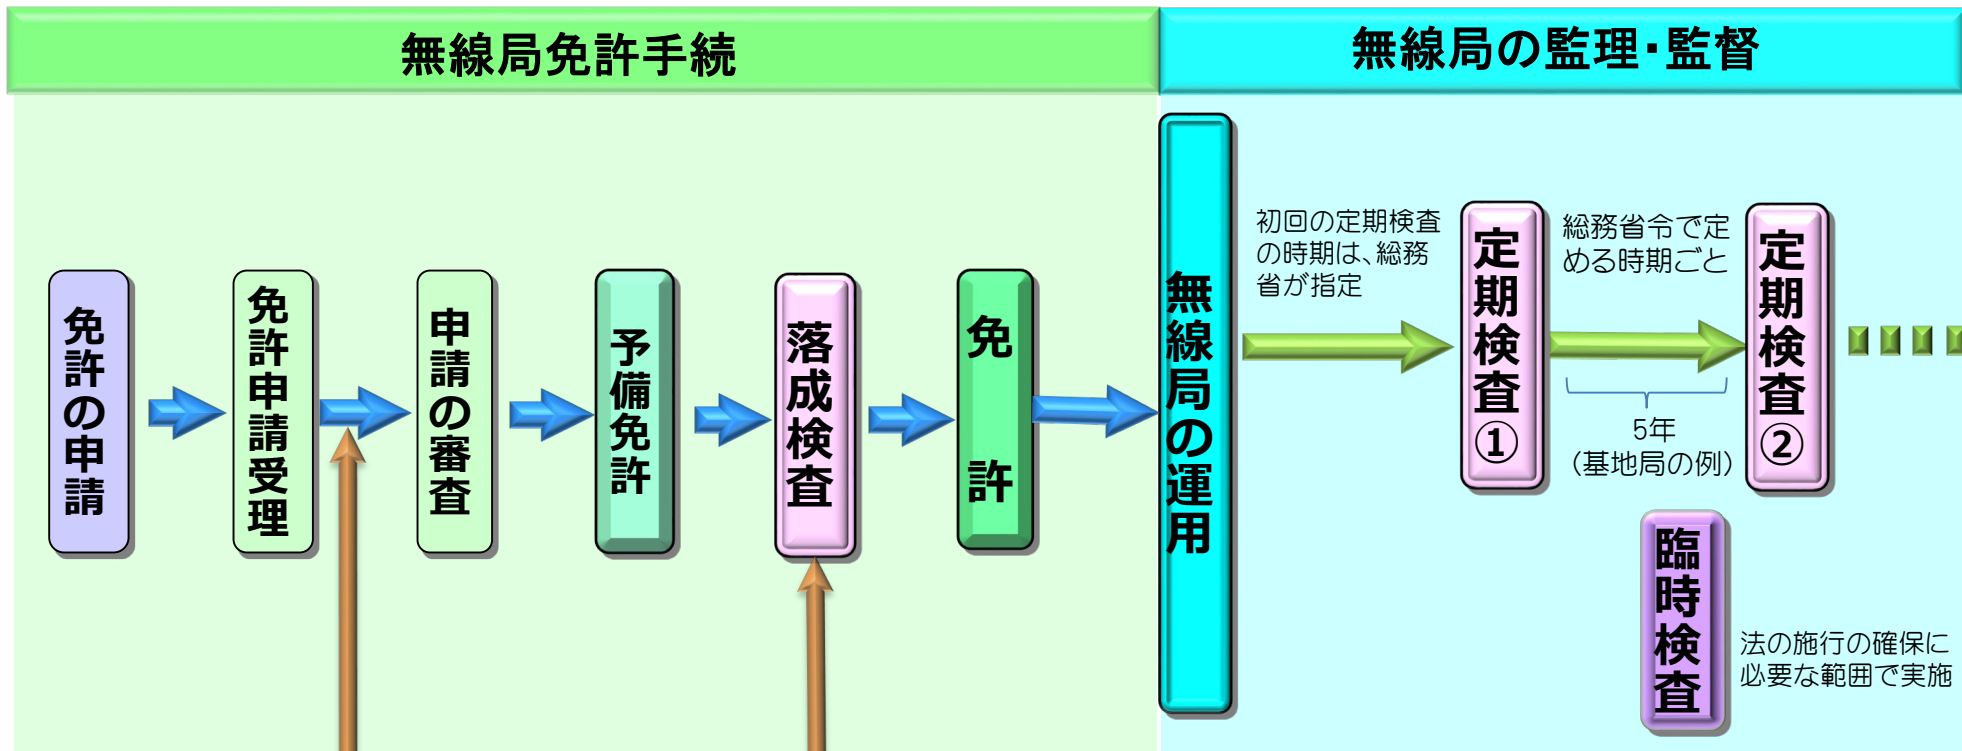 無線局免許手続
無線局の監理・監督
免許の申請
免許申請受理
申請の審査
予備免許
落成検査
免許
無線局の運用
初回の定期検査
の時期は、総務
省が指定
定期検査①
総務省令で定
める時期ごと
5年
（基地局の例）
定期検査②
臨時検査
法の施行の確保に
必要な範囲で実施